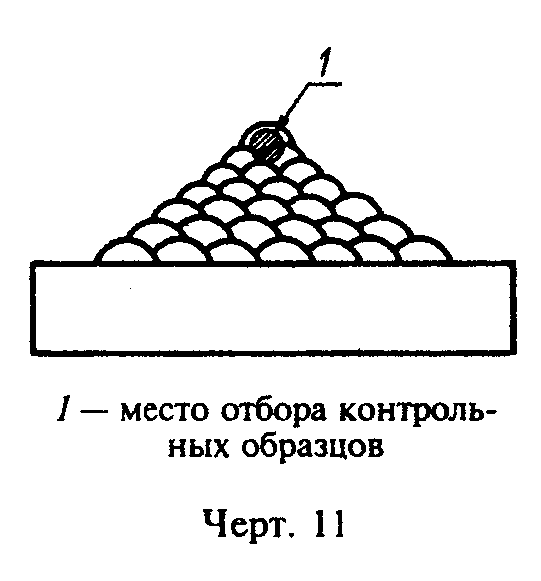 1
1 — место отбора контроль-
ных образцов
Черт. 11